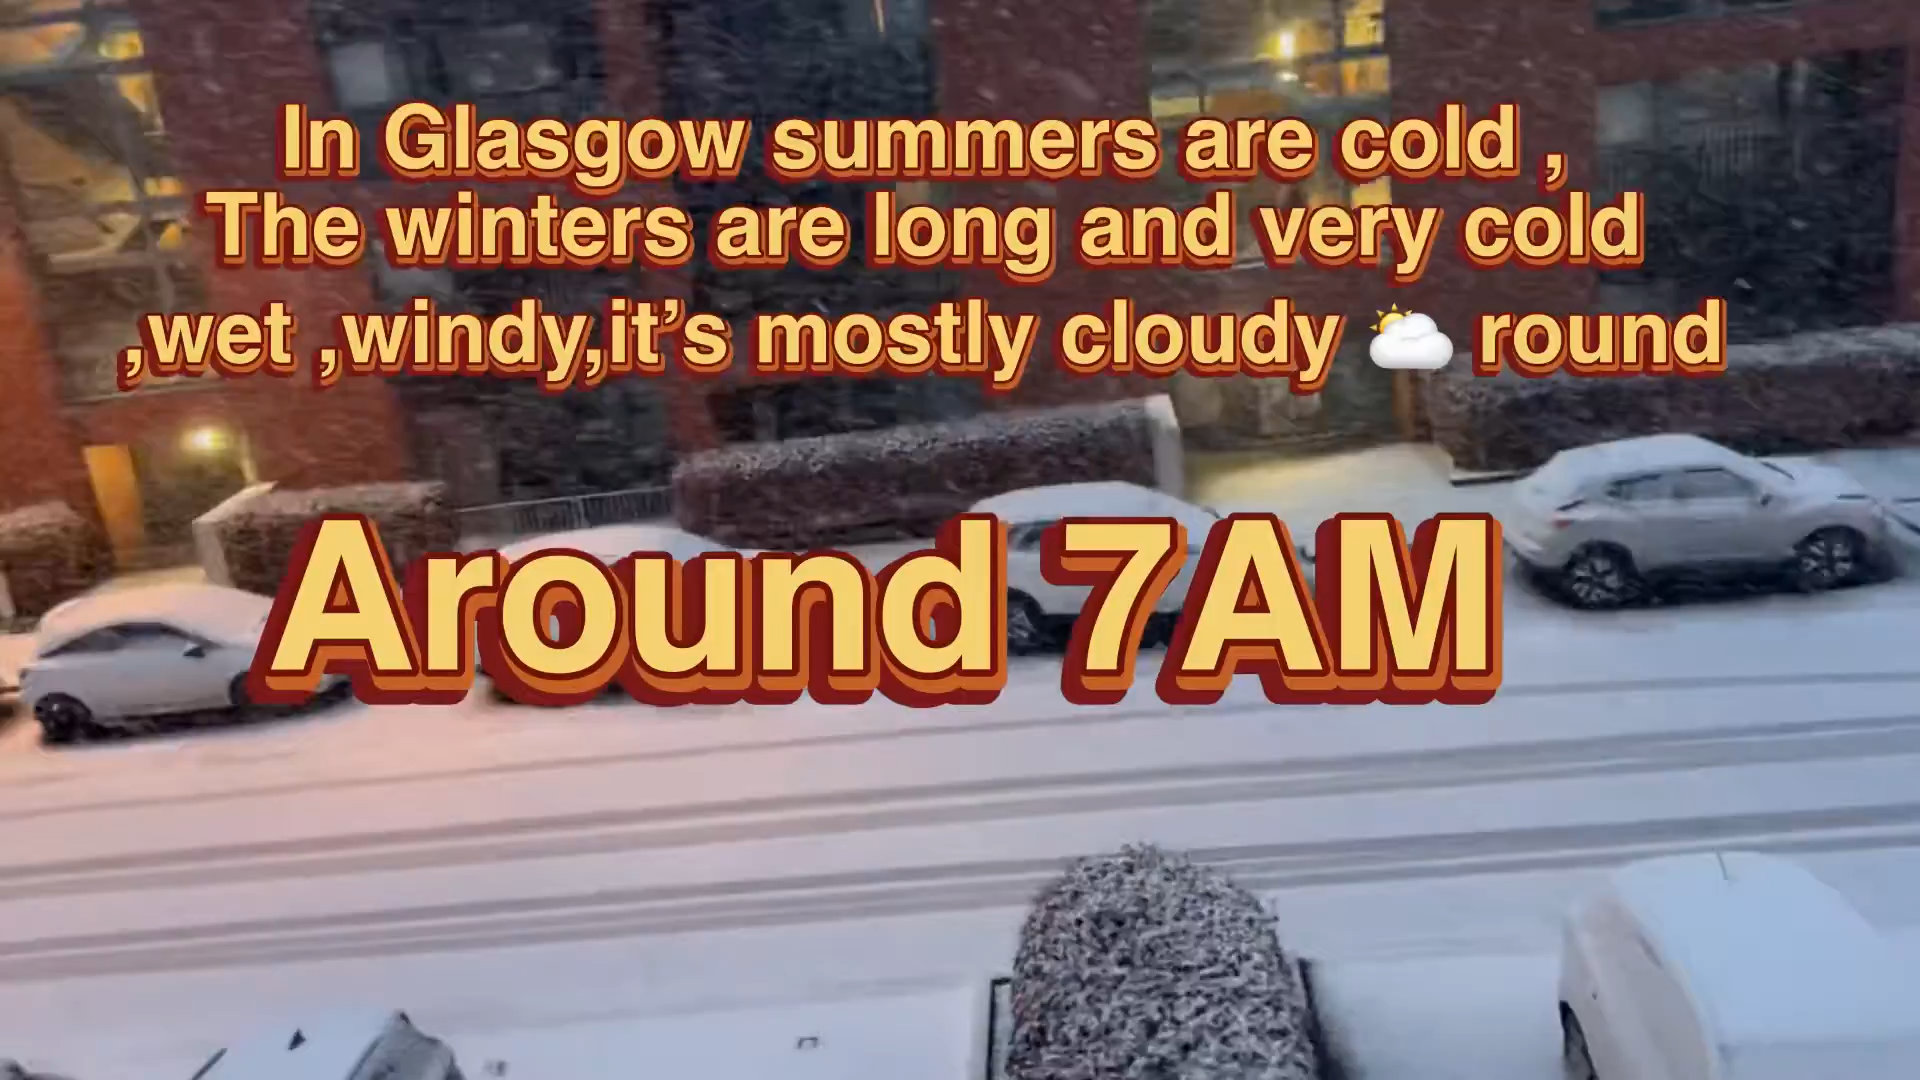 In Glasgow summers are cold ,
The winters are long and very cold
,wet ,windy,it’s mostly cloudy 🌥️ round
Around 7AM